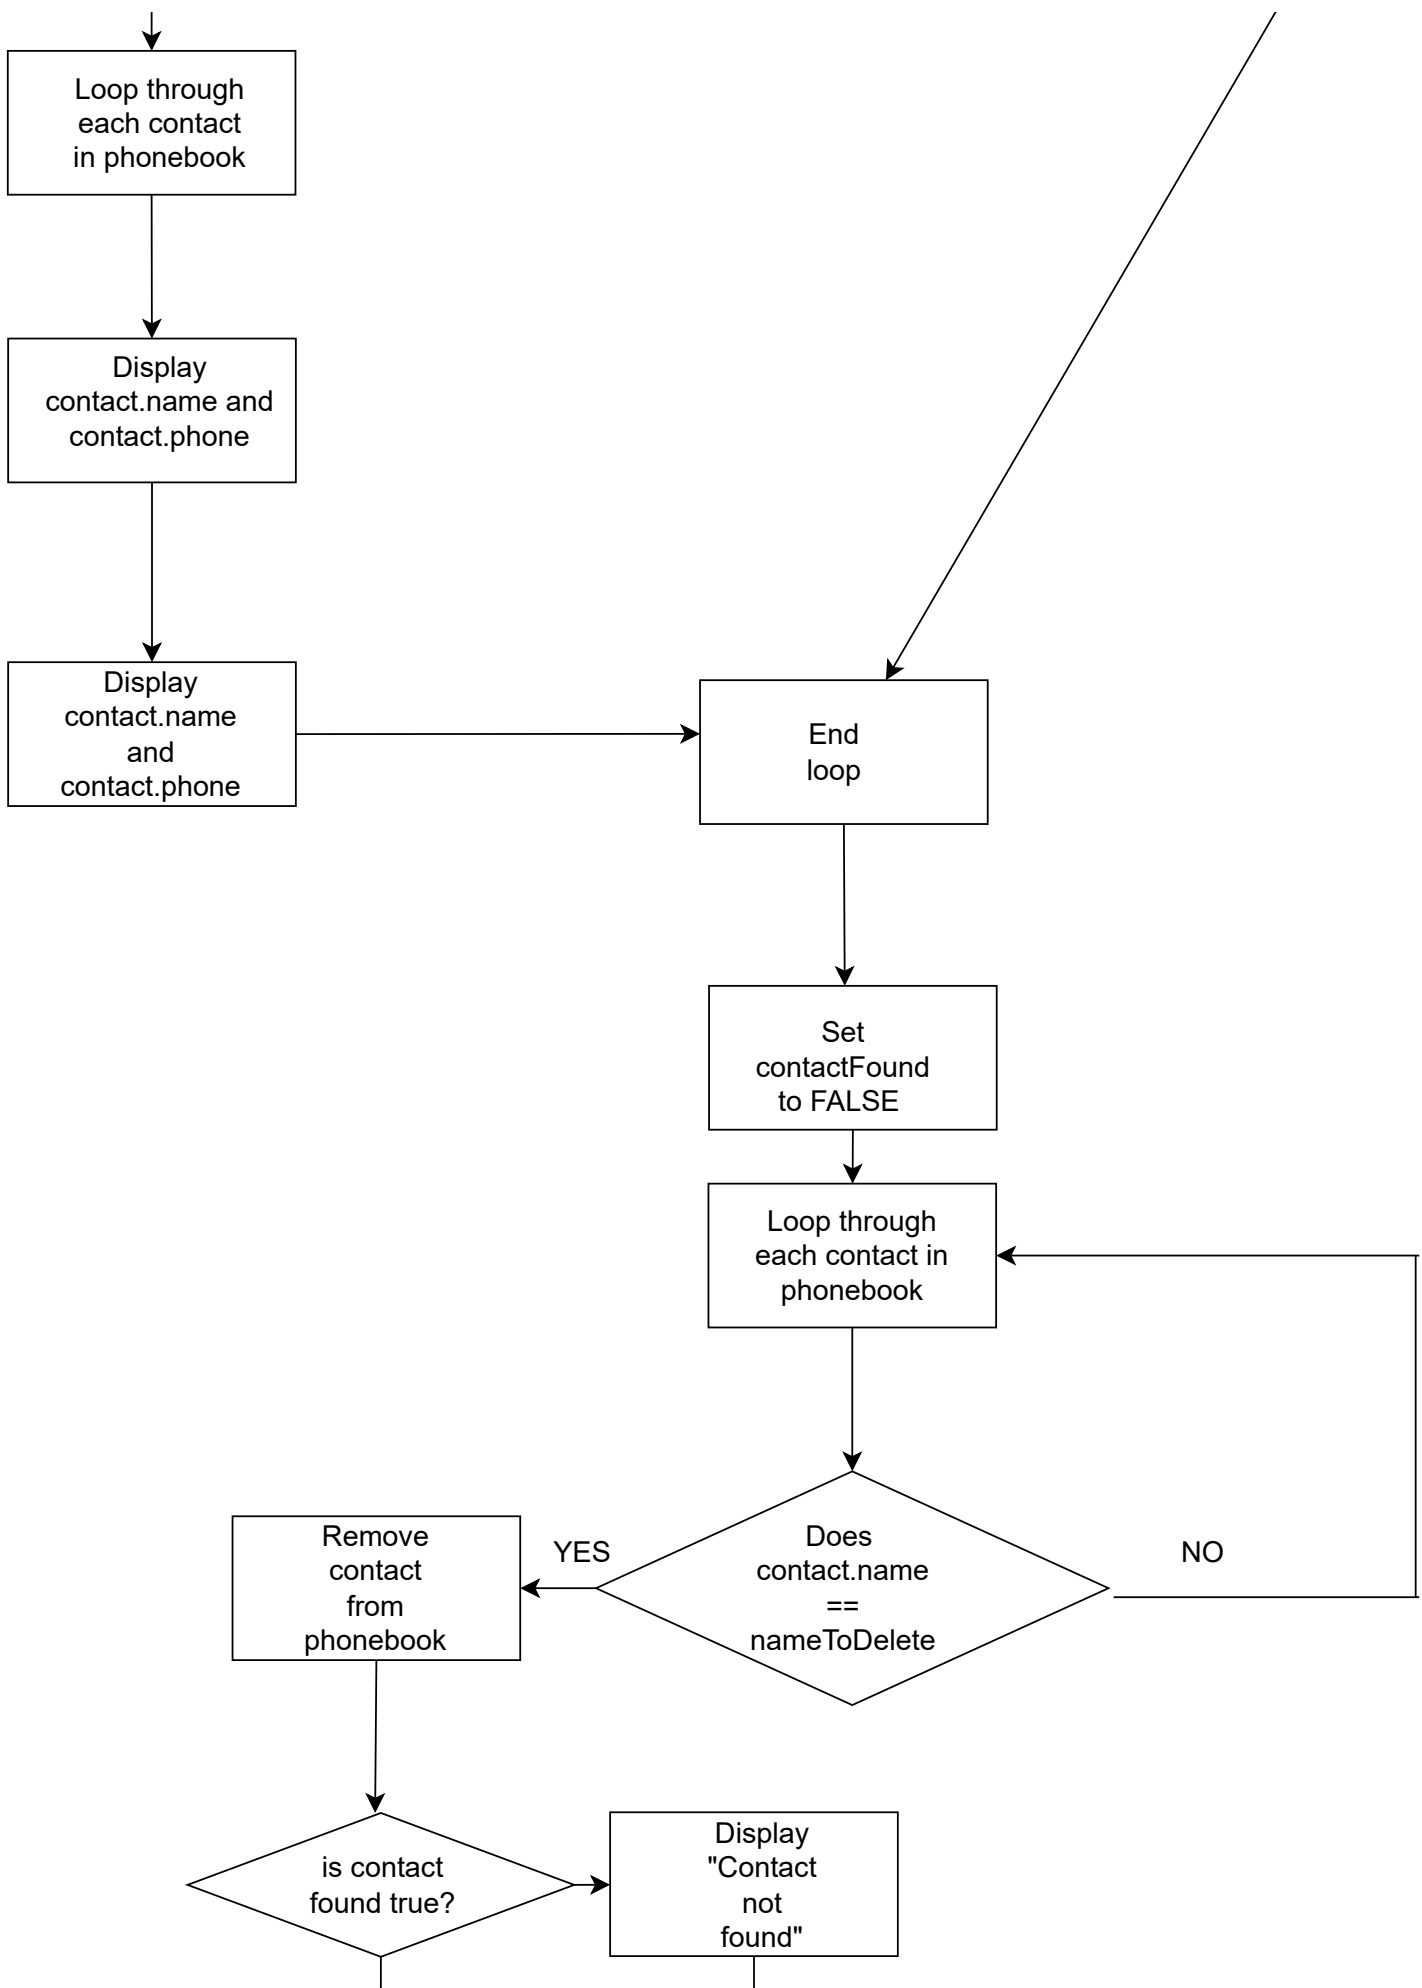 Loop through
each contact
in phonebook
Display
contact.name and
contact.phone
Display
contact.name
and
contact.phone
End
loop
Set
contactFound
to FALSE
Loop through
each contact in
phonebook
Does
contact.name
==
nameToDelete
YES
NO
Remove
contact
from
phonebook
is contact
found true?
Display
"Contact
not
found"